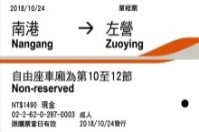 2018/10/24 單程票
南港 → 左營
Nangang Zuoying
自由座車廂為第10至12節
Non-reserved
NT$1490 現金
02-2-62-0-297-0003 成人
限購票當日有效 2018/10/24發行